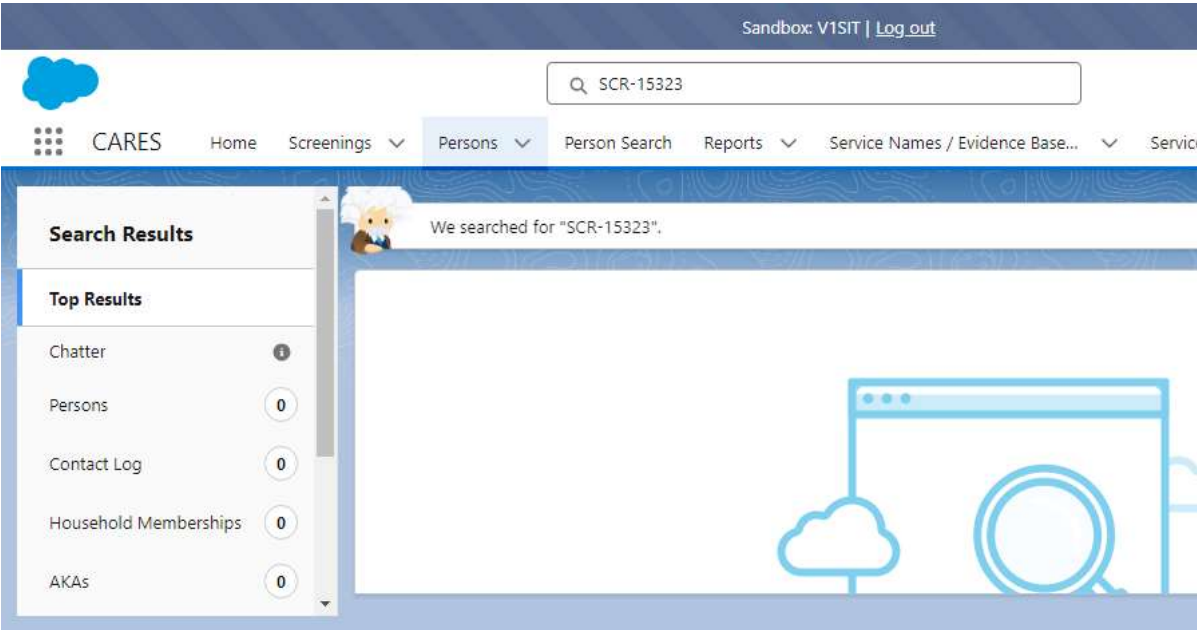 Sandbox: V1SIT | Log out
SCR-15323
CARES Home Screenings Persons Person Search Reports Service Names / Evidence Base... Servic
Search Results
We searched for "SCR-15323".
Top Results
Chatter
Persons 0
Contact Log 0
Household Memberships 0
AKAs 0